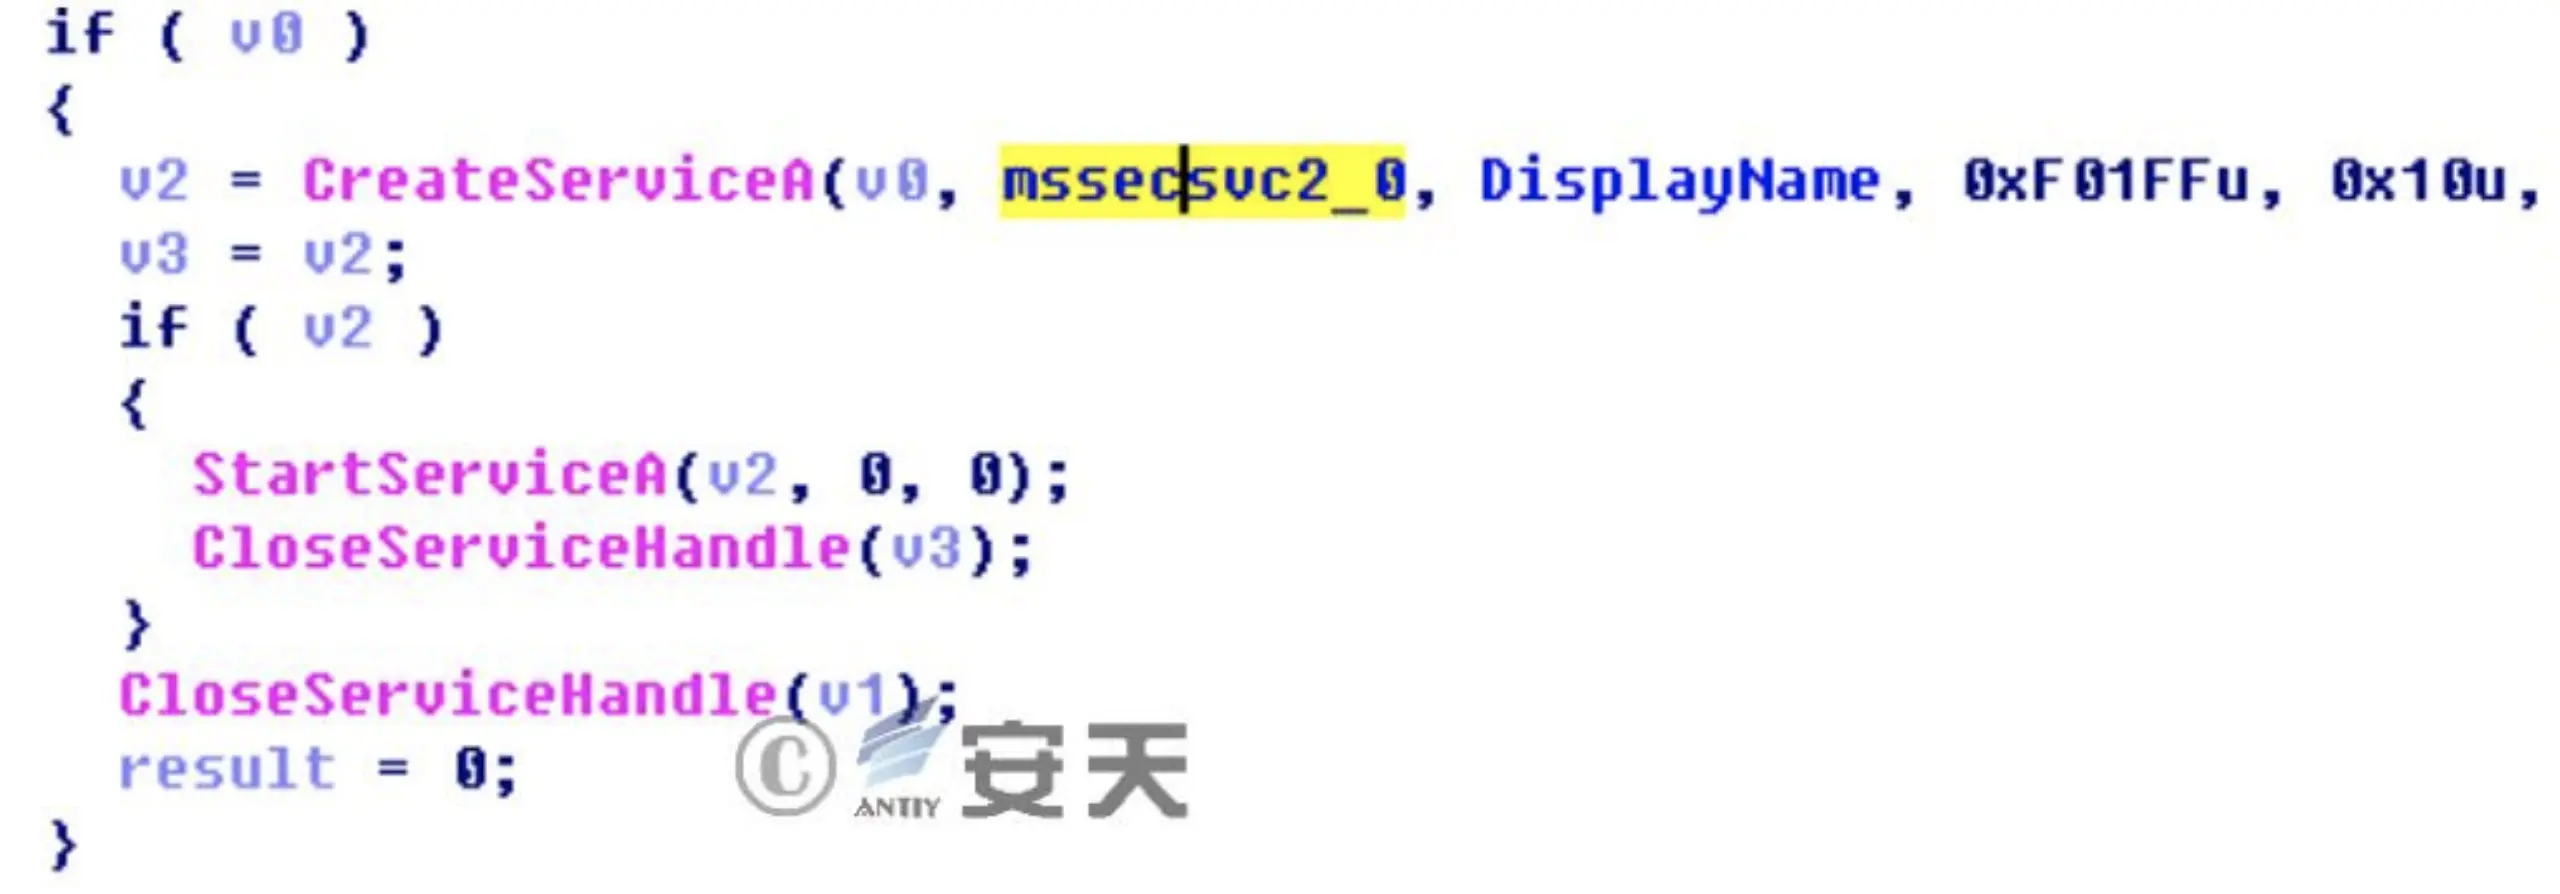 if ( v0 )
{
v2 = CreateServiceA(v0, mssecsvc2_0, DisplayName, 0xF01FFu, 0x10u,
v3 = v2;
if ( v2 )
{
StartServiceA(v2, 0, 0);
CloseServiceHandle(v3);
}
CloseServiceHandle(v1);
result = 0;
}
© ANTIY 安天